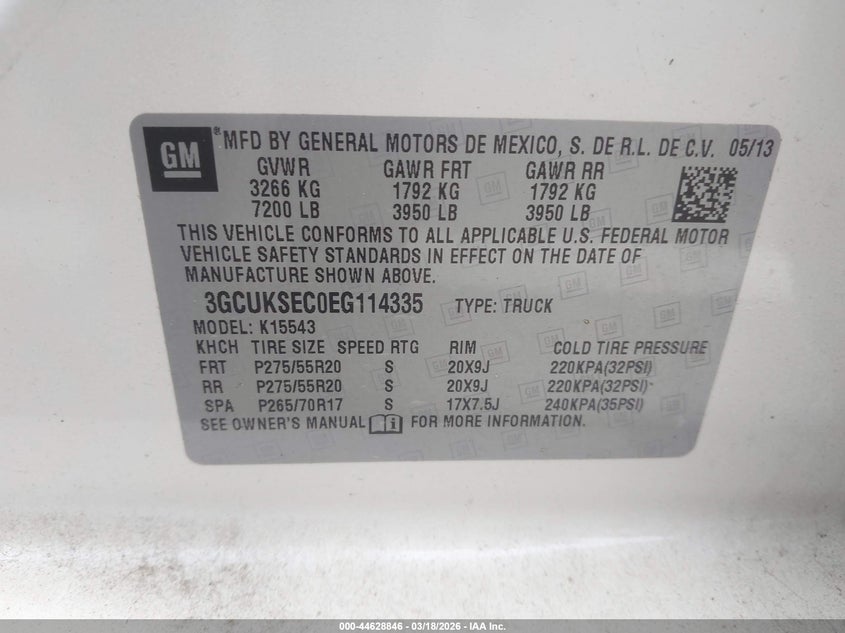 GM ® MFD BY GENERAL MOTORS DE MEXICO, S. DE R.L. DE C.V. 05/13
GVWR GAWR FRT GAWR RR
3266 KG 1792 KG 1792 KG
7200 LB 3950 LB 3950 LB
THIS VEHICLE CONFORMS TO ALL APPLICABLE U.S. FEDERAL MOTOR
VEHICLE SAFETY STANDARDS IN EFFECT ON THE DATE OF
MANUFACTURE SHOWN ABOVE.
3GCUKSEC0EG114335 TYPE: TRUCK
MODEL: K15543
KHCH TIRE SIZE SPEED RTG RIM COLD TIRE PRESSURE
FRT P275/55R20 S 20X9J 220KPA(32PSI)
RR P275/55R20 S 20X9J 220KPA(32PSI)
SPA P265/70R17 S 17X7.5J 240KPA(35PSI)
SEE OWNER'S MANUAL i FOR MORE INFORMATION.
000-44628846 - 03/18/2026 - IAA Inc.